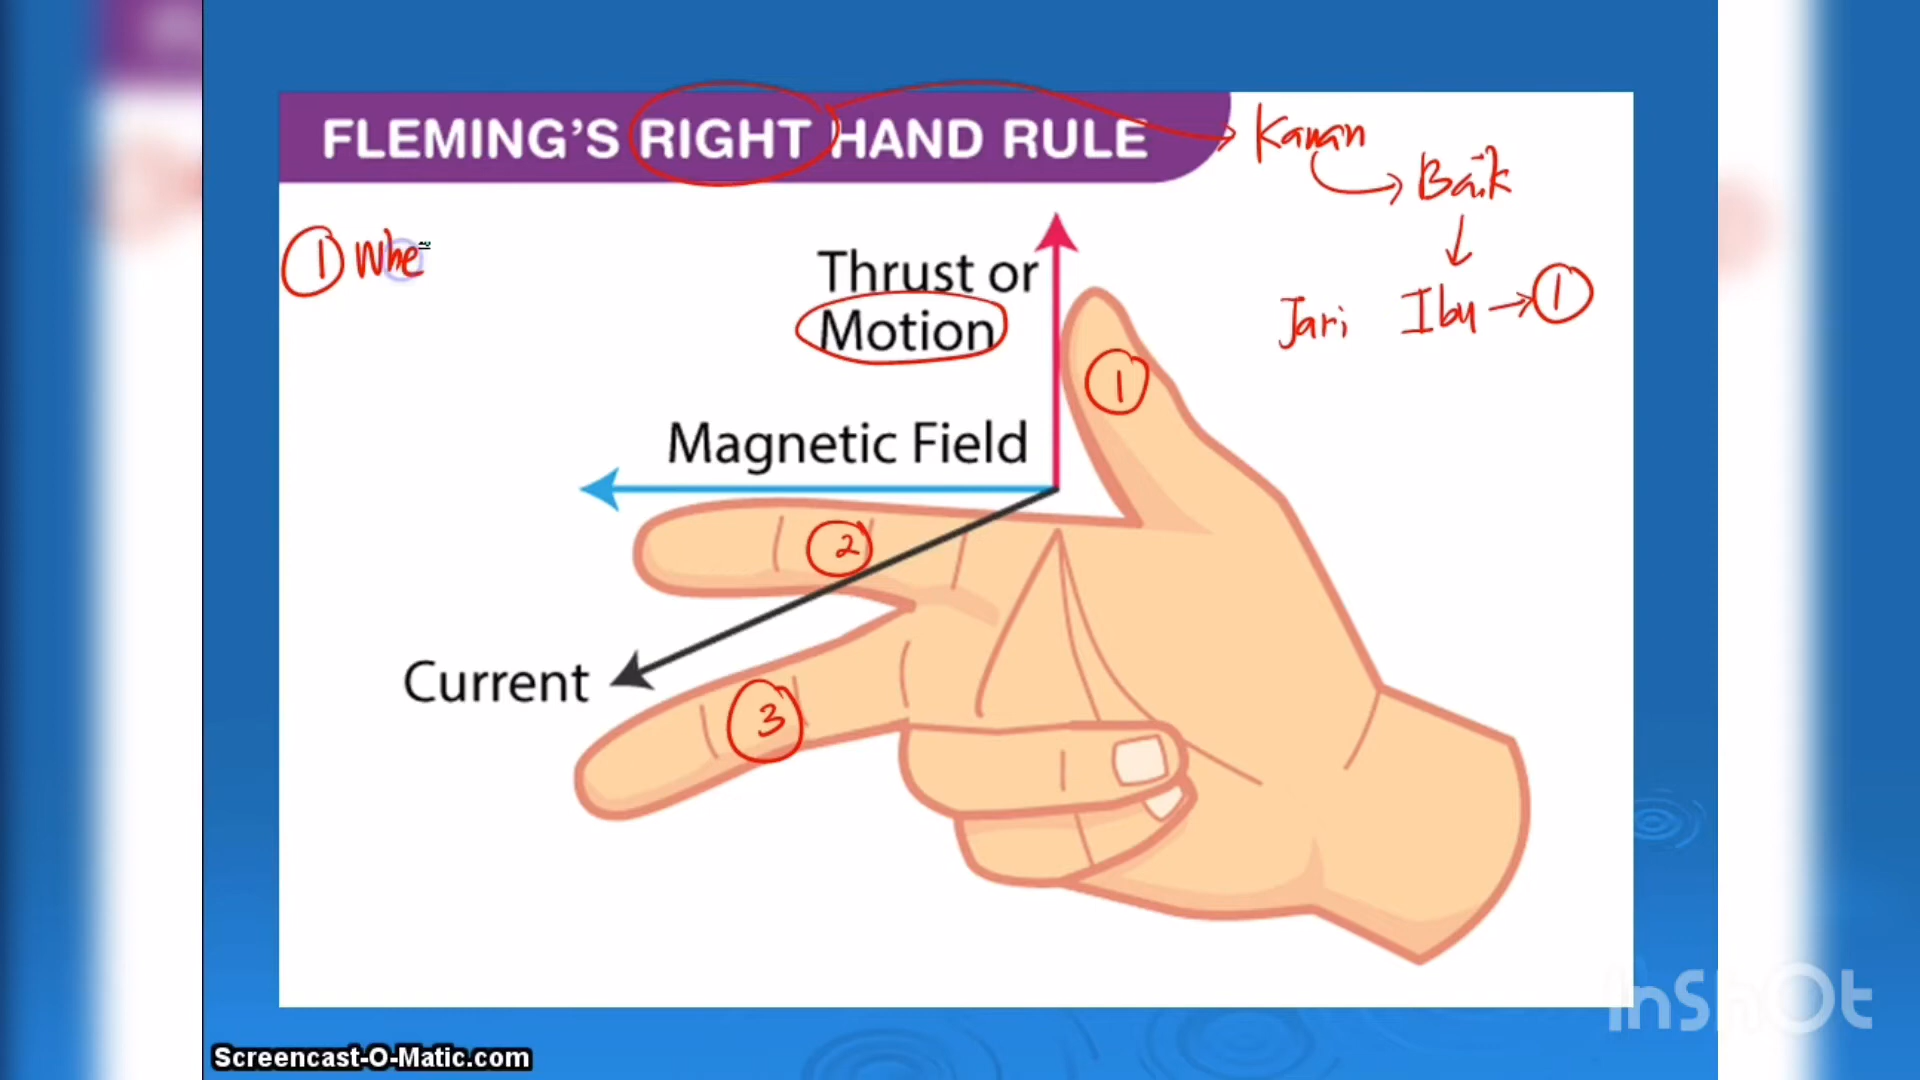 FLEMING'S RIGHT HAND RULE
Kanan
Baik
Jari Ibu → ①
① Whe
Thrust or
Motion
①
Magnetic Field
②
Current
③
InShOt
Screencast-O-Matic.com